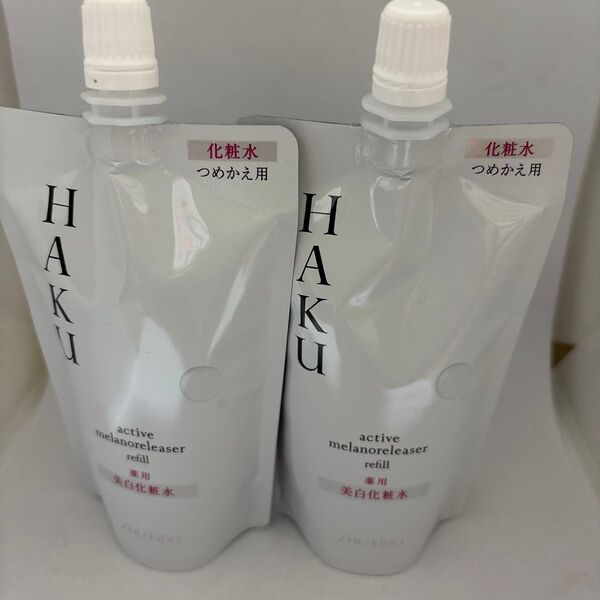 化粧水
つめかえ用
HAKU
active
melanoreleaser
refill
薬用
美白化粧水
SHISEIDO
化粧水
つめかえ用
HAKU
active
melanoreleaser
refill
薬用
美白化粧水
SHISEIDO